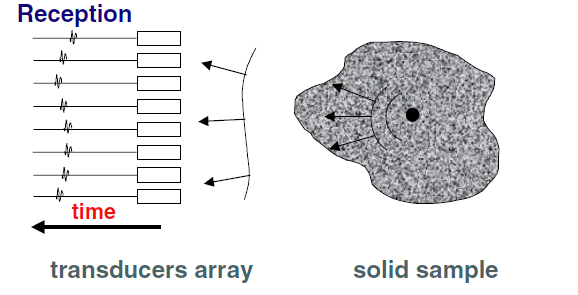 Reception
time
transducers array
solid sample